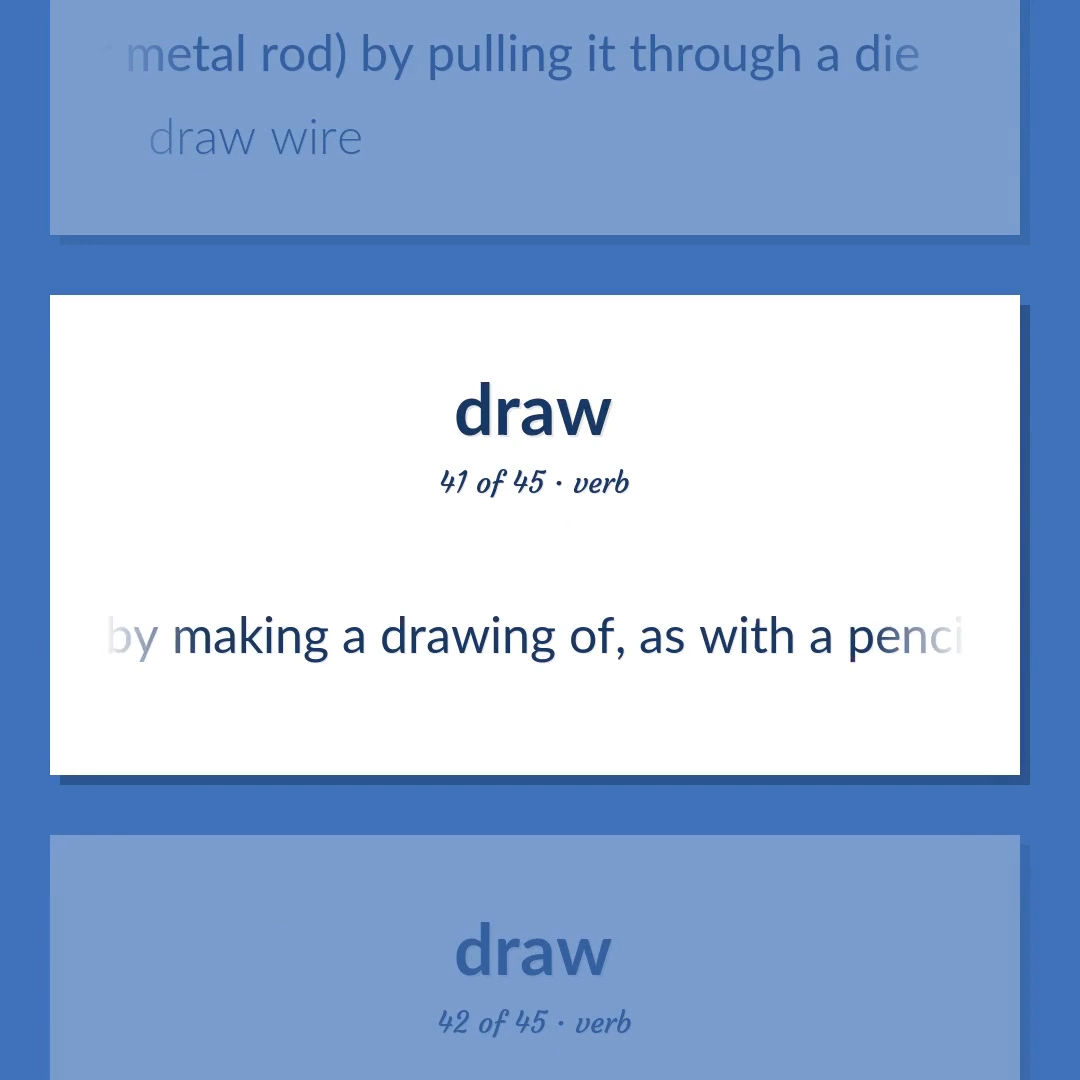 metal rod) by pulling it through a die
draw wire
draw
41 of 45 · verb
by making a drawing of, as with a penci
draw
42 of 45 · verb